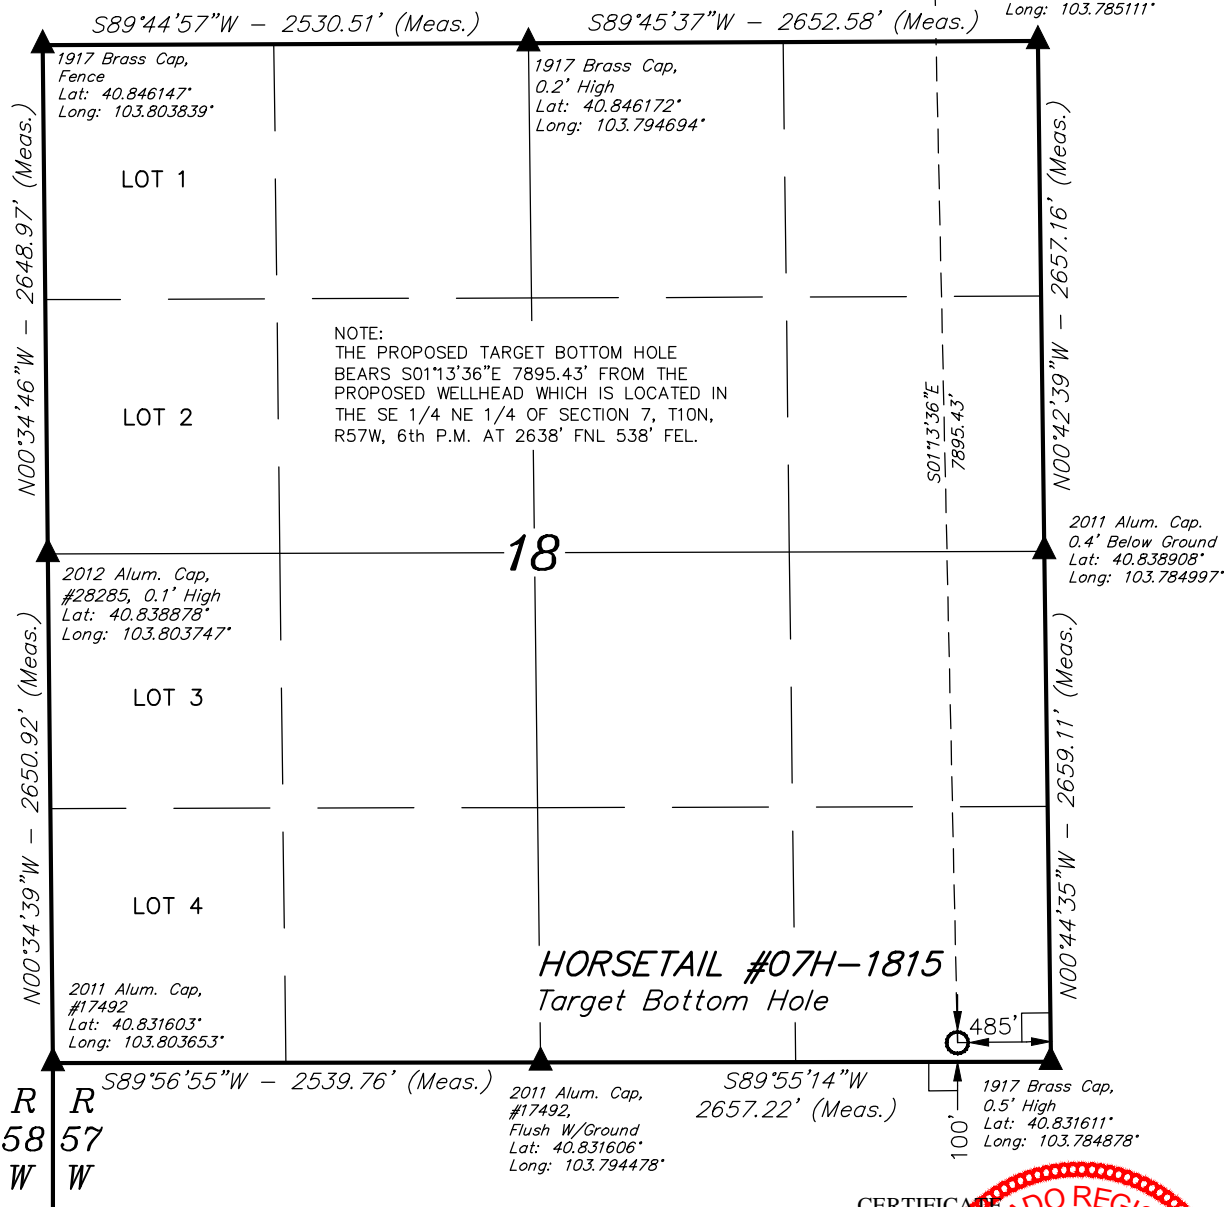 S89°44'57"W - 2530.51' (Meas.)
S89°45'37"W - 2652.58' (Meas.)
Long: 103.785111°
1917 Brass Cap,
Fence
Lat: 40.846147°
Long: 103.803839°
1917 Brass Cap,
0.2' High
Lat: 40.846172°
Long: 103.794694°
N00°34'46"W - 2648.97' (Meas.)
N00°42'39"W - 2657.16' (Meas.)
LOT 1
NOTE:
THE PROPOSED TARGET BOTTOM HOLE
BEARS S01°13'36"E 7895.43' FROM THE
PROPOSED WELLHEAD WHICH IS LOCATED IN
THE SE 1/4 NE 1/4 OF SECTION 7, T10N,
R57W, 6th P.M. AT 2638' FNL 538' FEL.
LOT 2
S01°13'36"E
7895.43'
18
2011 Alum. Cap.
0.4' Below Ground
Lat: 40.838908°
Long: 103.784997°
2012 Alum. Cap,
#28285, 0.1' High
Lat: 40.838878°
Long: 103.803747°
N00°34'39"W - 2650.92' (Meas.)
N00°44'35"W - 2659.11' (Meas.)
LOT 3
LOT 4
HORSETAIL #07H-1815
Target Bottom Hole
2011 Alum. Cap,
#17492
Lat: 40.831603°
Long: 103.803653°
485'
S89°56'55"W - 2539.76' (Meas.)
2011 Alum. Cap,
#17492,
Flush W/Ground
Lat: 40.831606°
Long: 103.794478°
S89°55'14"W
2657.22' (Meas.)
100'
1917 Brass Cap,
0.5' High
Lat: 40.831611°
Long: 103.784878°
R R
58 57
W W
CERTIFICATE